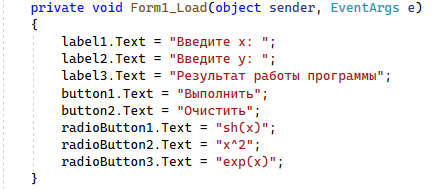 private void Form1_Load(object sender, EventArgs e)
{
label1.Text = "Введите x: ";
label2.Text = "Введите y: ";
label3.Text = "Результат работы программы";
button1.Text = "Выполнить";
button2.Text = "Очистить";
radioButton1.Text = "sh(x)";
radioButton2.Text = "x^2";
radioButton3.Text = "exp(x)";
}